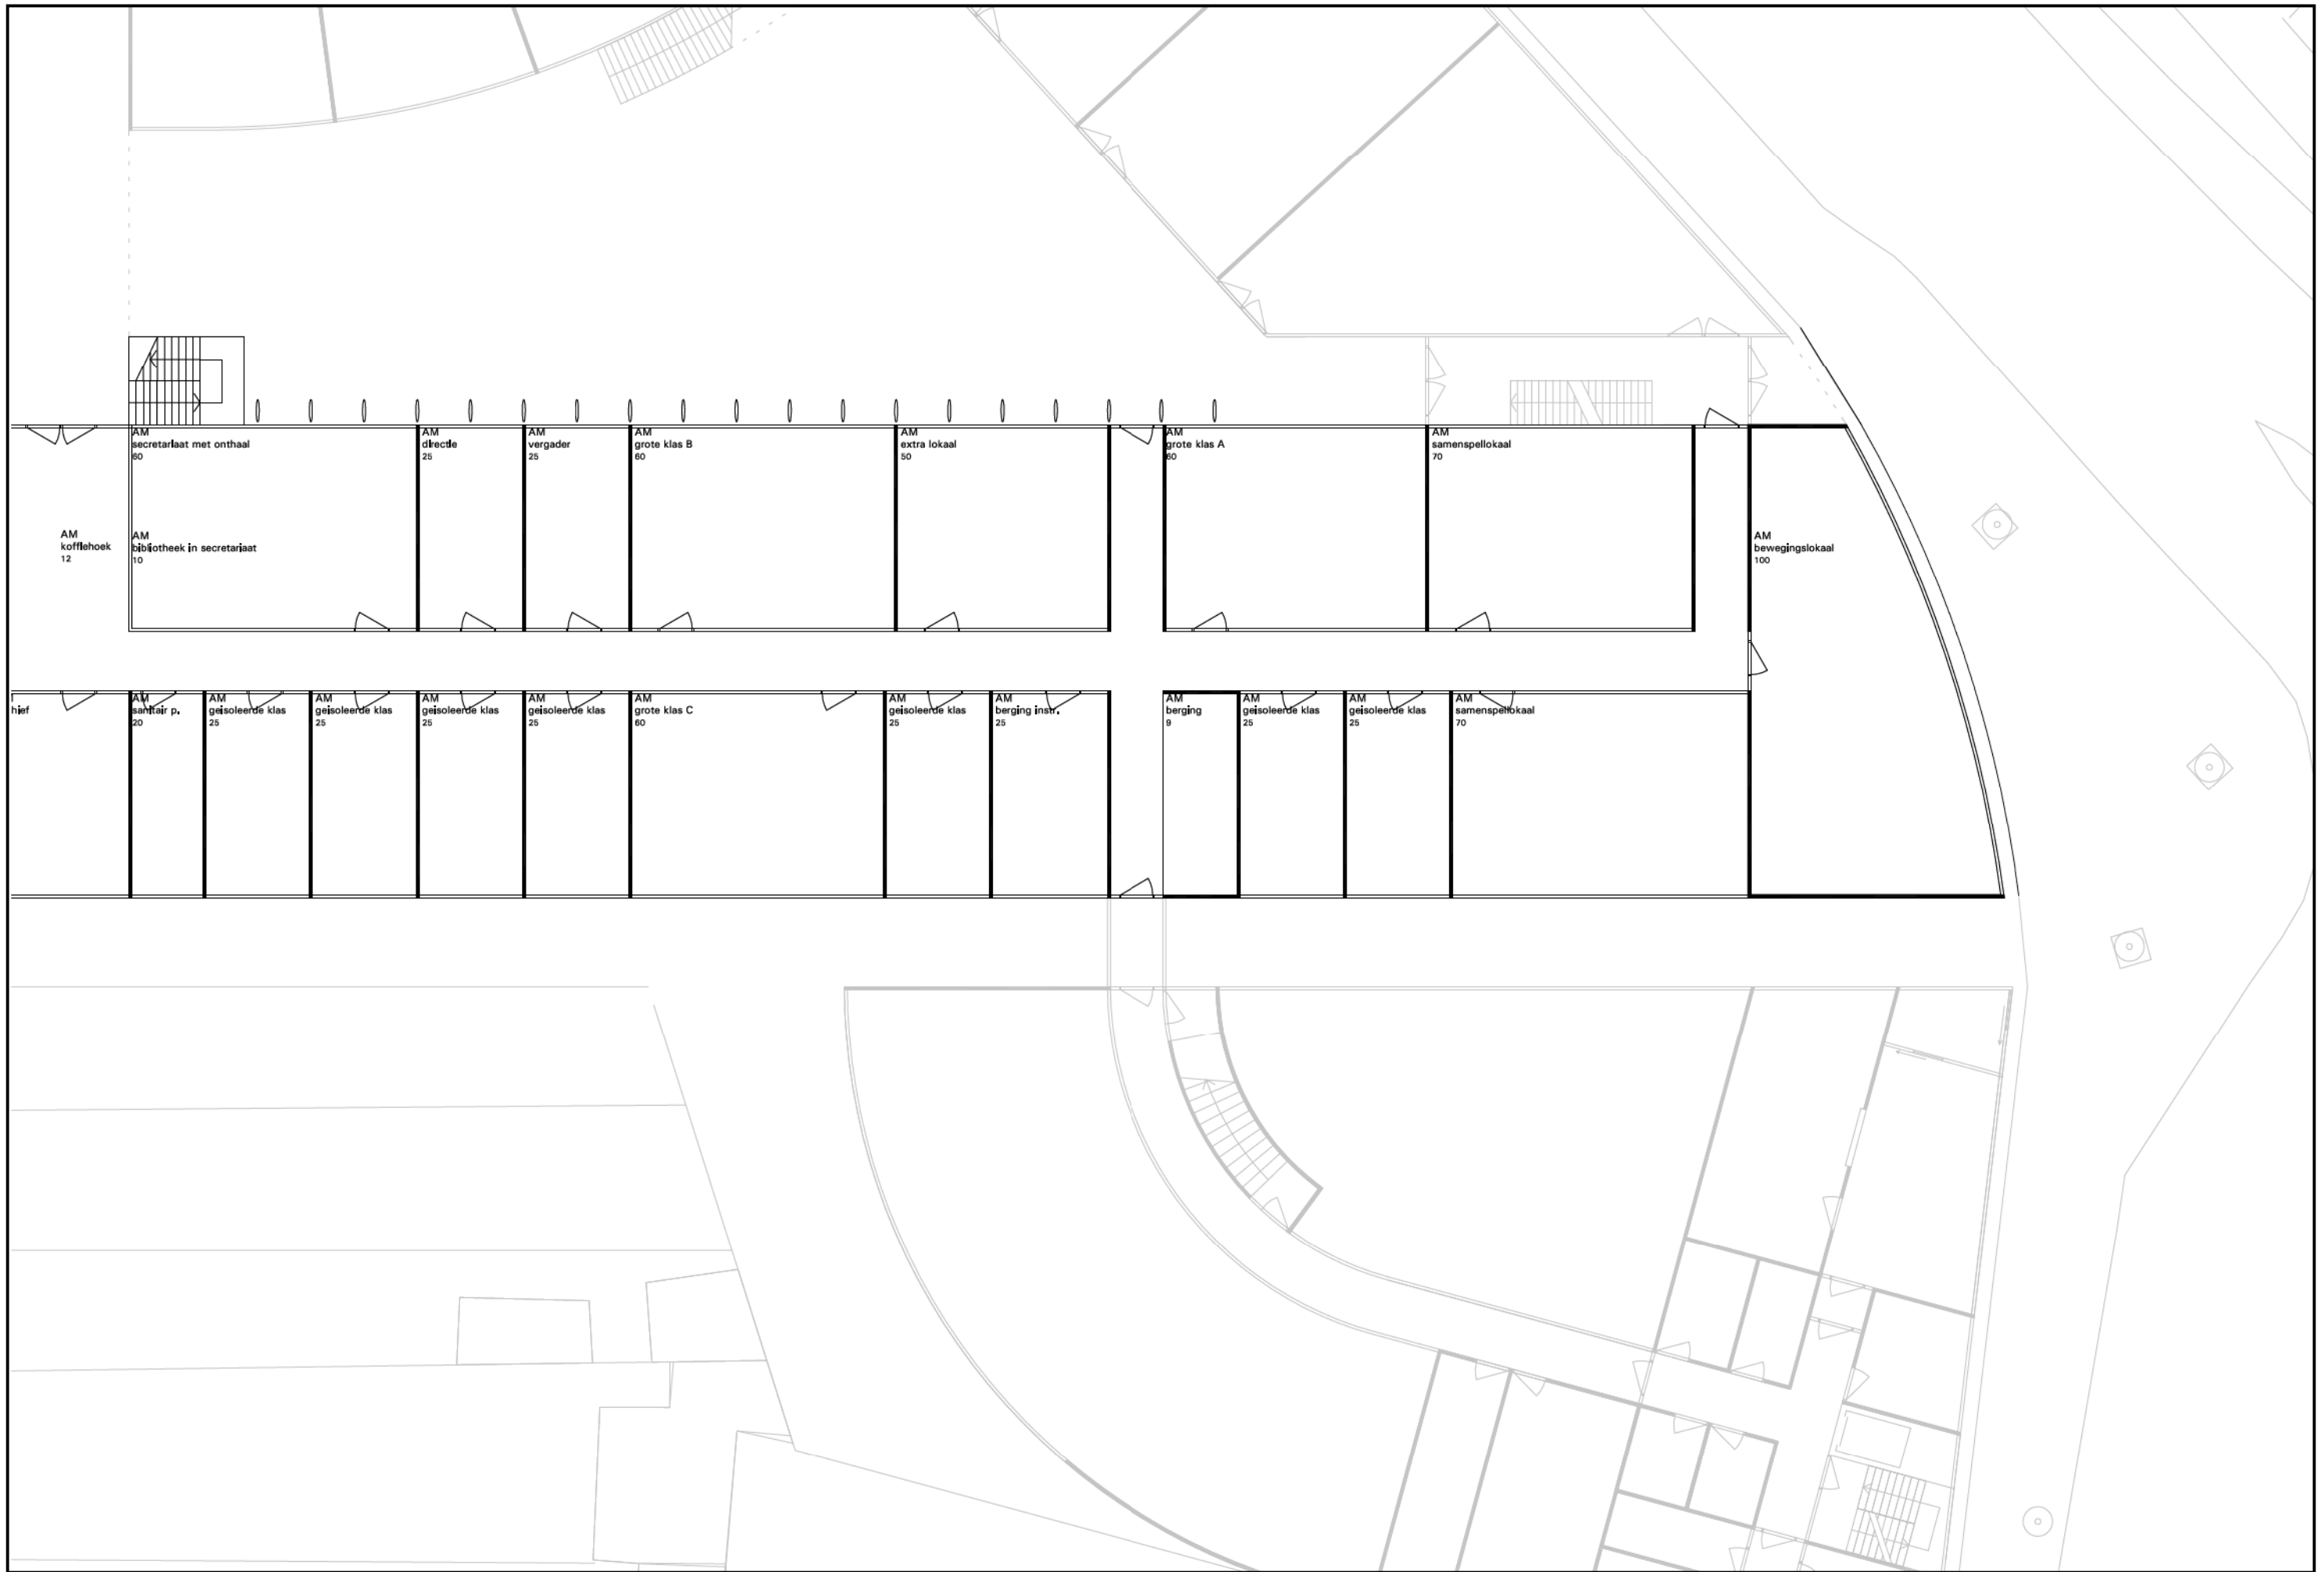 AM
secretariaat met onthaal
60
AM
directie
25
AM
vergader
25
AM
grote klas B
60
AM
extra lokaal
50
AM
grote klas A
60
AM
samenspellokaal
70
AM
koffiehoek
12
AM
bibliotheek in secretariaat
10
AM
bewegingslokaal
100
hief
AM
sanitair p.
20
AM
geisoleerde klas
25
AM
geisoleerde klas
25
AM
geisoleerde klas
25
AM
geisoleerde klas
25
AM
grote klas C
60
AM
geisoleerde klas
25
AM
berging instr.
25
AM
berging
9
AM
geisoleerde klas
25
AM
geisoleerde klas
25
AM
samenspellokaal
70